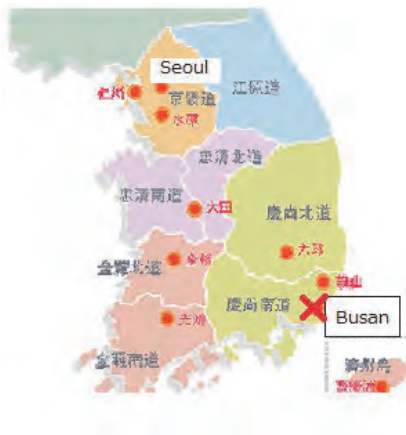 Seoul
江原道
仁川
京畿道
水原
忠清北道
忠清南道
大田
慶尚北道
大邱
全羅北道
全州
蔚山
慶尚南道
Busan
光州
全羅南道
済州島